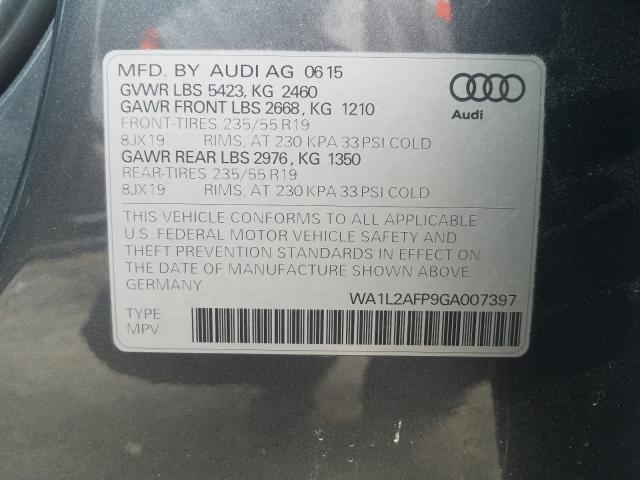 MFD. BY AUDI AG 0615
GVWR LBS 5423, KG 2460
GAWR FRONT LBS 2668, KG 1210
FRONT-TIRES 235/55 R19
8JX19 RIMS, AT 230 KPA 33 PSI COLD
GAWR REAR LBS 2976, KG 1350
REAR-TIRES 235/55 R19
8JX19 RIMS, AT 230 KPA 33 PSI COLD
Audi
THIS VEHICLE CONFORMS TO ALL APPLICABLE
U.S. FEDERAL MOTOR VEHICLE SAFETY AND
THEFT PREVENTION STANDARDS IN EFFECT ON
THE DATE OF MANUFACTURE SHOWN ABOVE.
GERMANY
WA1L2AFP9GA007397
TYPE
MPV